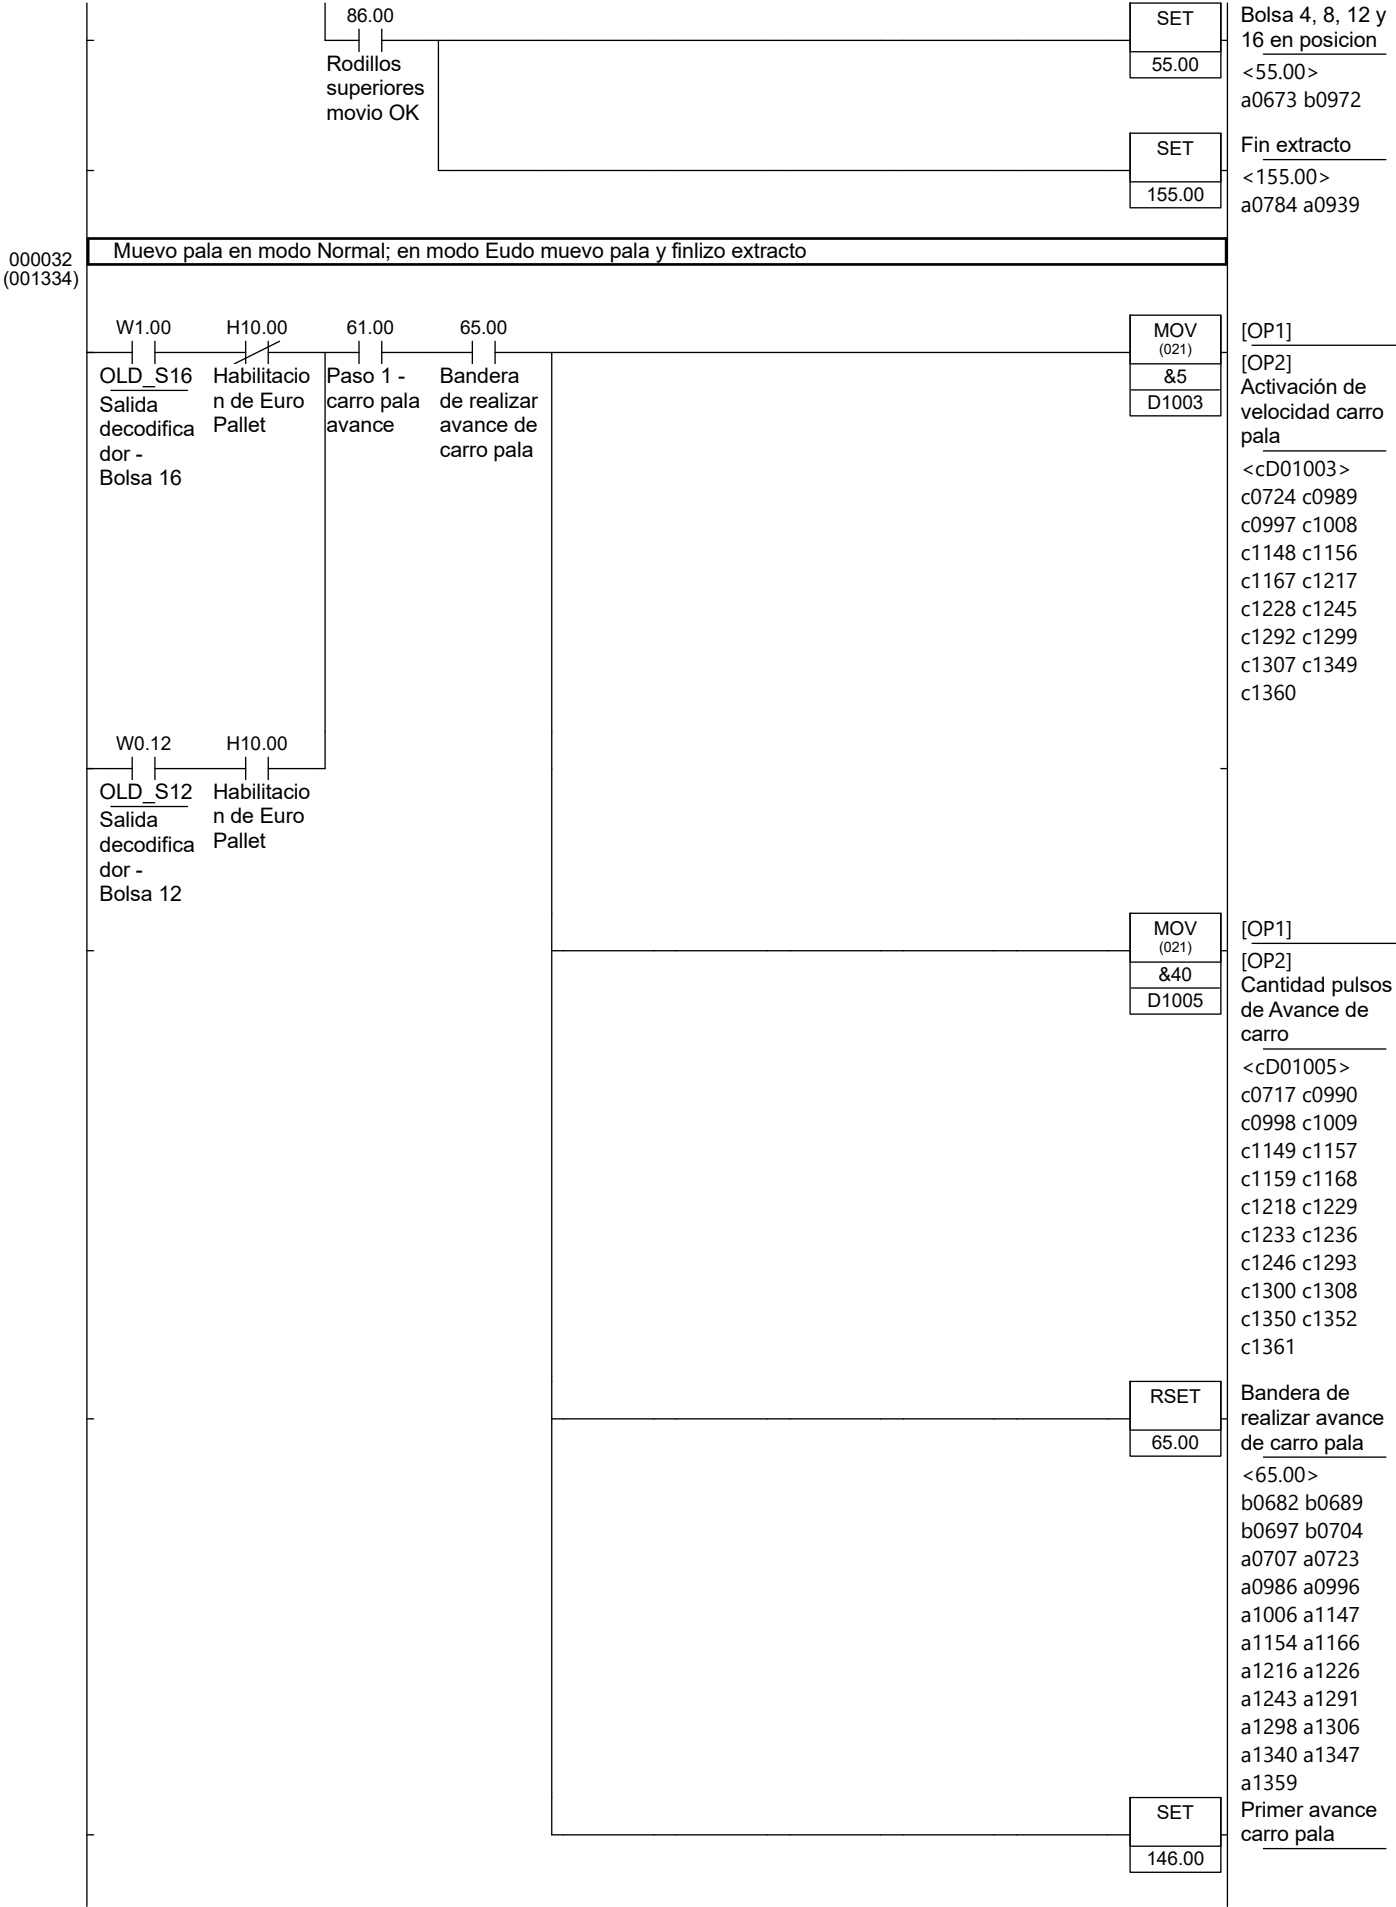 86.00
Rodillos
superiores
movio OK
SET
55.00
Bolsa 4, 8, 12 y
16 en posicion
<55.00>
a0673 b0972
SET
155.00
Fin extracto
<155.00>
a0784 a0939
000032
(001334)
Muevo pala en modo Normal; en modo Eudo muevo pala y finlizo extracto
W1.00
OLD_S16
Salida
decodifica
dor -
Bolsa 16
H10.00
Habilitacio
n de Euro
Pallet
61.00
Paso 1 -
carro pala
avance
65.00
Bandera
de realizar
avance de
carro pala
MOV
(021)
&5
D1003
[OP1]
[OP2]
Activación de
velocidad carro
pala
<cD01003>
c0724 c0989
c0997 c1008
c1148 c1156
c1167 c1217
c1228 c1245
c1292 c1299
c1307 c1349
c1360
W0.12
OLD_S12
Salida
decodifica
dor -
Bolsa 12
H10.00
Habilitacio
n de Euro
Pallet
MOV
(021)
&40
D1005
[OP1]
[OP2]
Cantidad pulsos
de Avance de
carro
<cD01005>
c0717 c0990
c0998 c1009
c1149 c1157
c1159 c1168
c1218 c1229
c1233 c1236
c1246 c1293
c1300 c1308
c1350 c1352
c1361
RSET
65.00
Bandera de
realizar avance
de carro pala
<65.00>
b0682 b0689
b0697 b0704
a0707 a0723
a0986 a0996
a1006 a1147
a1154 a1166
a1216 a1226
a1243 a1291
a1298 a1306
a1340 a1347
a1359
SET
146.00
Primer avance
carro pala